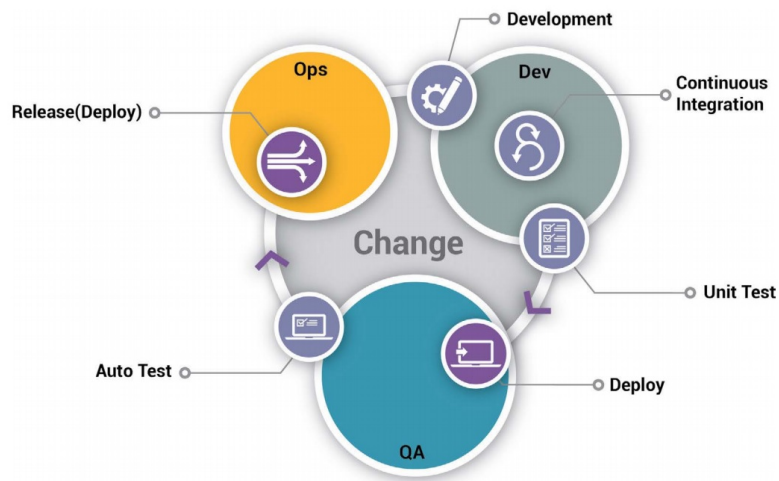 Development
Ops
Dev
Continuous
Integration
Release(Deploy)
Change
Unit Test
Auto Test
Deploy
QA